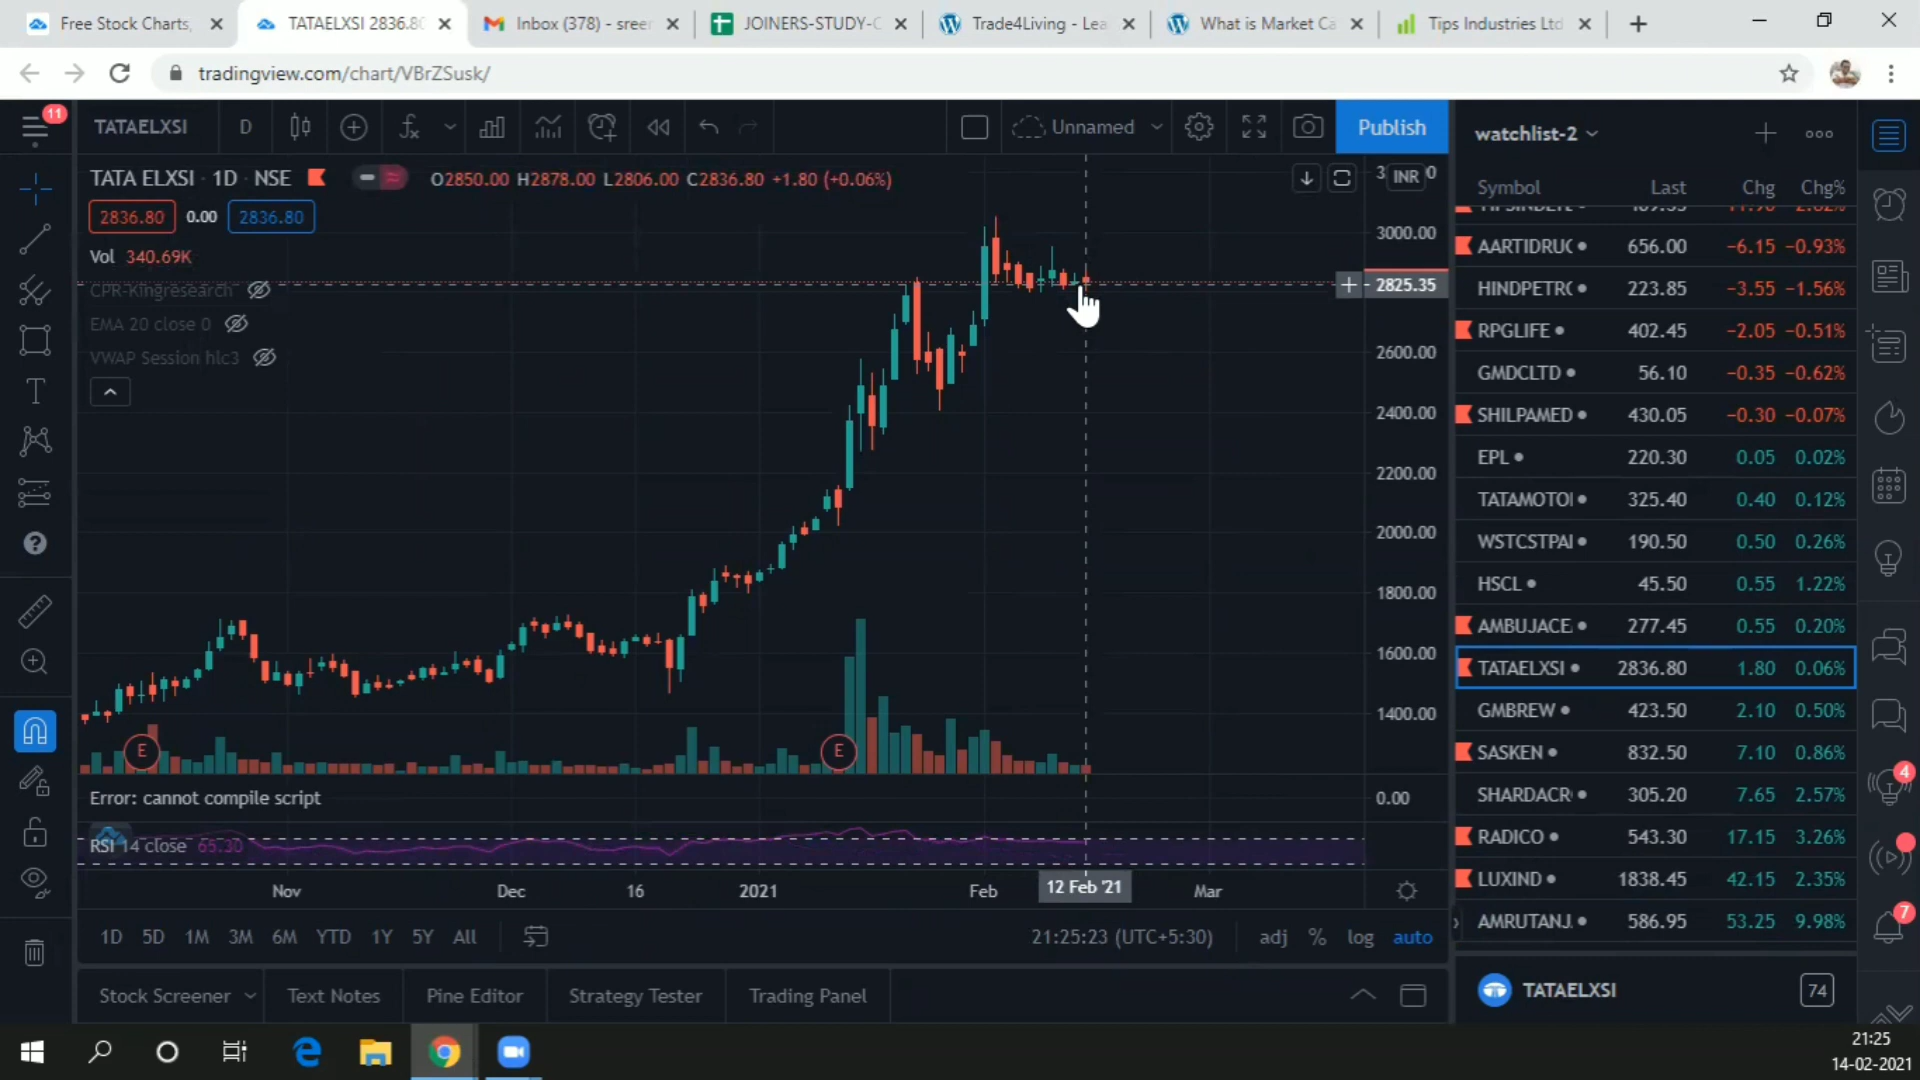 Free Stock Charts,
TATAELXSI 2836.80
Inbox (378) - sreer
JOINERS-STUDY-C
Trade4Living - Lea
What is Market Ca
Tips Industries Ltd
tradingview.com/chart/VBrZSusk/
11
TATAELXSI
D
Unnamed
Publish
watchlist-2
TATA ELXSI · 1D · NSE
O2850.00 H2878.00 L2806.00 C2836.80 +1.80 (+0.06%)
INR
Symbol Last Chg Chg%
2836.80 0.00 2836.80
Vol 340.69K
CPR-Kingresearch
EMA 20 close 0
VWAP Session hlc3
3000.00
2825.35
2600.00
2400.00
2200.00
2000.00
1800.00
1600.00
1400.00
0.00
AARTIDRUC 656.00 −6.15 −0.93%
HINDPETRC 223.85 −3.55 −1.56%
RPGLIFE 402.45 −2.05 −0.51%
GMDCLTD 56.10 −0.35 −0.62%
SHILPAMED 430.05 −0.30 −0.07%
EPL 220.30 0.05 0.02%
TATAMOTOI 325.40 0.40 0.12%
WSTCSTPAI 190.50 0.50 0.26%
HSCL 45.50 0.55 1.22%
AMBUJACE 277.45 0.55 0.20%
TATAELXSI 2836.80 1.80 0.06%
GMBREW 423.50 2.10 0.50%
SASKEN 832.50 7.10 0.86%
SHARDACR 305.20 7.65 2.57%
RADICO 543.30 17.15 3.26%
LUXIND 1838.45 42.15 2.35%
AMRUTANJ 586.95 53.25 9.98%
E
E
Error: cannot compile script
RSI 14 close 65.30
Nov Dec 16 2021 Feb 12 Feb '21 Mar
1D 5D 1M 3M 6M YTD 1Y 5Y All
21:25:23 (UTC+5:30) adj % log auto
Stock Screener Text Notes Pine Editor Strategy Tester Trading Panel
TATAELXSI
74
4
7
21:25
14-02-2021